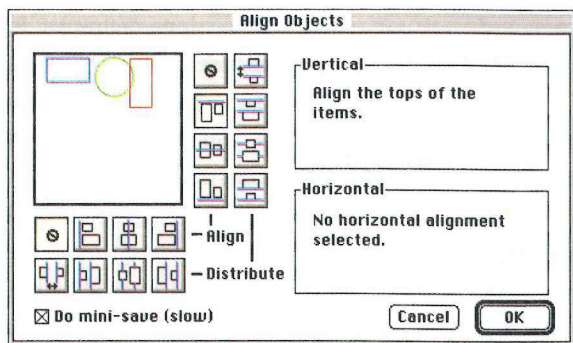 Align Objects
Vertical
Align the tops of the
items.
Horizontal
No horizontal alignment
selected.
Align
Distribute
Do mini-save (slow)
Cancel
OK